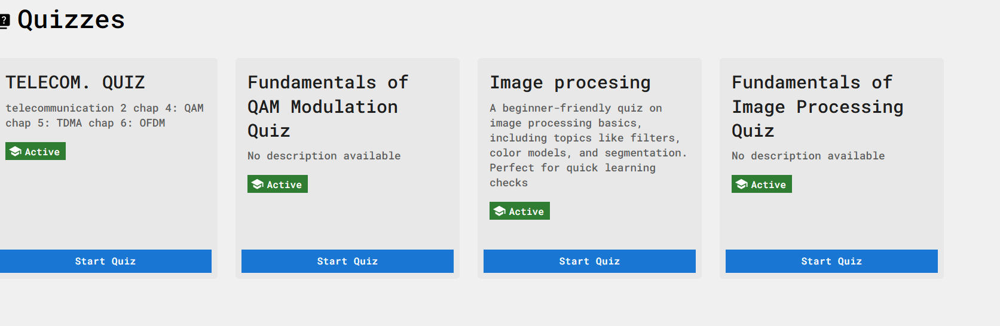 ? Quizzes
TELECOM. QUIZ
telecommunication 2 chap 4: QAM
chap 5: TDMA chap 6: OFDM
Active
Start Quiz
Fundamentals of
QAM Modulation
Quiz
No description available
Active
Start Quiz
Image procesing
A beginner-friendly quiz on
image processing basics,
including topics like filters,
color models, and segmentation.
Perfect for quick learning
checks
Active
Start Quiz
Fundamentals of
Image Processing
Quiz
No description available
Active
Start Quiz